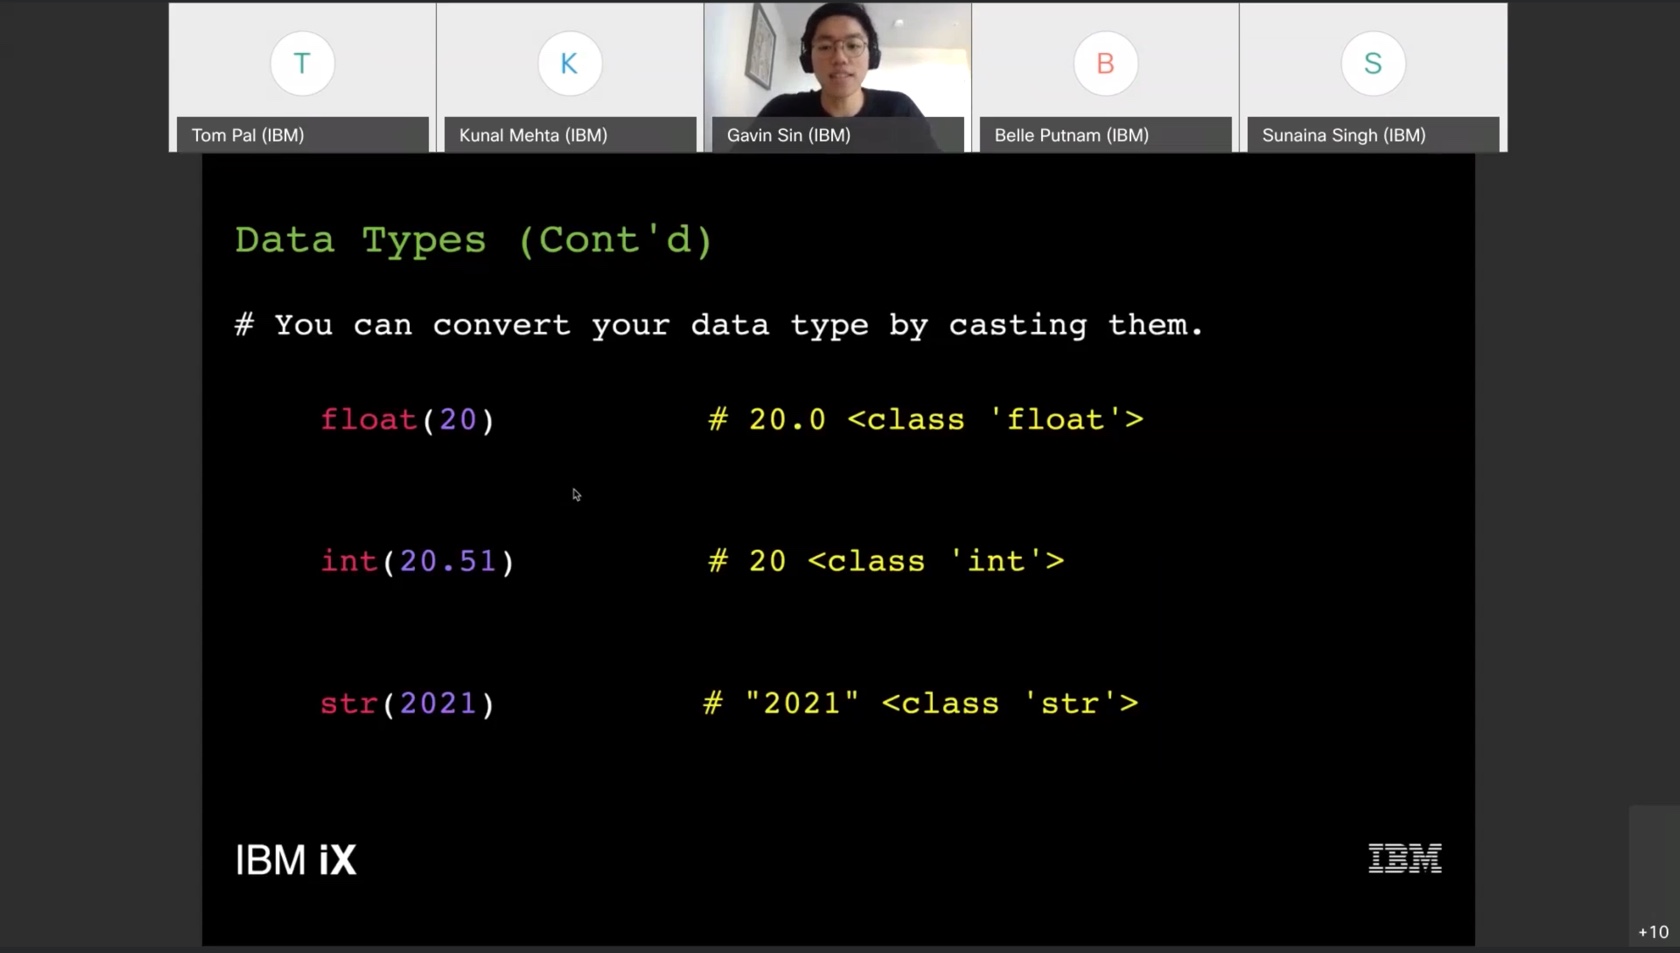 T
K
B
S
Tom Pal (IBM)
Kunal Mehta (IBM)
Gavin Sin (IBM)
Belle Putnam (IBM)
Sunaina Singh (IBM)
Data Types (Cont'd)
# You can convert your data type by casting them.
float(20) # 20.0 <class 'float'>
int(20.51) # 20 <class 'int'>
str(2021) # "2021" <class 'str'>
IBM iX
IBM
+10